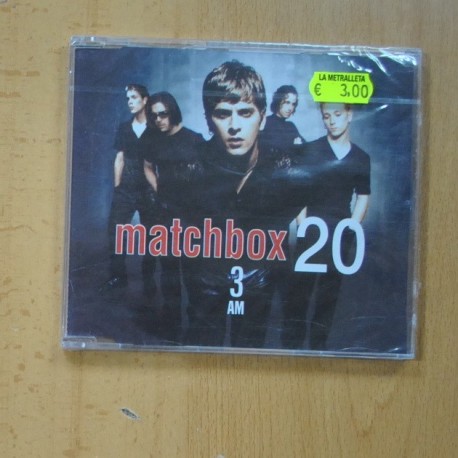 LA METRALLETA
€ 3,00
matchbox 20
3
AM